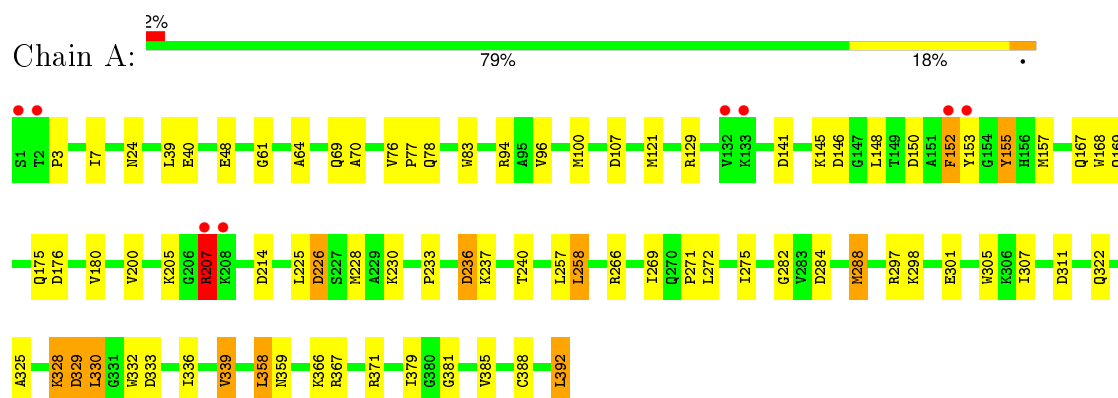 2%
Chain A:
79% 18% •
S1 T2 P3 I7 N24 L39 E40 E48 G61 A64 Q69 A70 V76 P77 Q78 W83 R94 A95 V96 M100 D107 M121 R129 V132 K133 D141 K145 D146 G147 L148 T149 D150 A151 F152 Y153 G154 Y155 H156 M157 Q167 W168
Q175 D176 V180 V200 K205 G206 R207 K208 D214 L225 D226 S227 M228 A229 K230 P233 D236 K237 T240 L257 L258 R266 I269 Q270 P271 L272 I275 G282 V283 D284 M288 R297 K298 E301 W305 K306 I307 D311 Q322
A325 K328 D329 L330 G331 W332 D333 I336 V339 L358 N359 K366 R367 R371 I379 G380 G381 V385 C388 L392